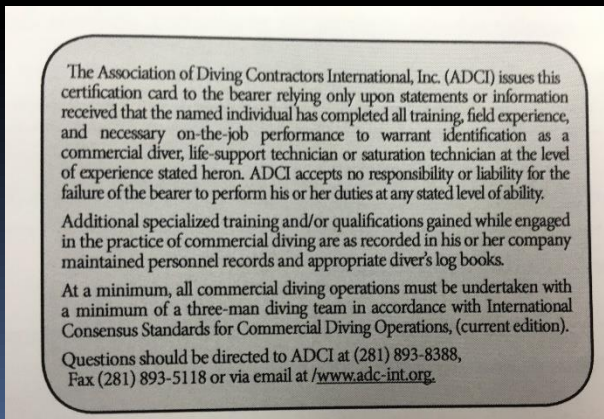 The Association of Diving Contractors International, Inc. (ADCI) issues this
certification card to the bearer relying only upon statements or information
received that the named individual has completed all training, field experience,
and necessary on-the-job performance to warrant identification as a
commercial diver, life-support technician or saturation technician at the level
of experience stated heron. ADCI accepts no responsibility or liability for the
failure of the bearer to perform his or her duties at any stated level of ability.
Additional specialized training and/or qualifications gained while engaged
in the practice of commercial diving are as recorded in his or her company
maintained personnel records and appropriate diver's log books.
At a minimum, all commercial diving operations must be undertaken with
a minimum of a three-man diving team in accordance with International
Consensus Standards for Commercial Diving Operations, (current edition).
Questions should be directed to ADCI at (281) 893-8388,
Fax (281) 893-5118 or via email at /www.adc-int.org.